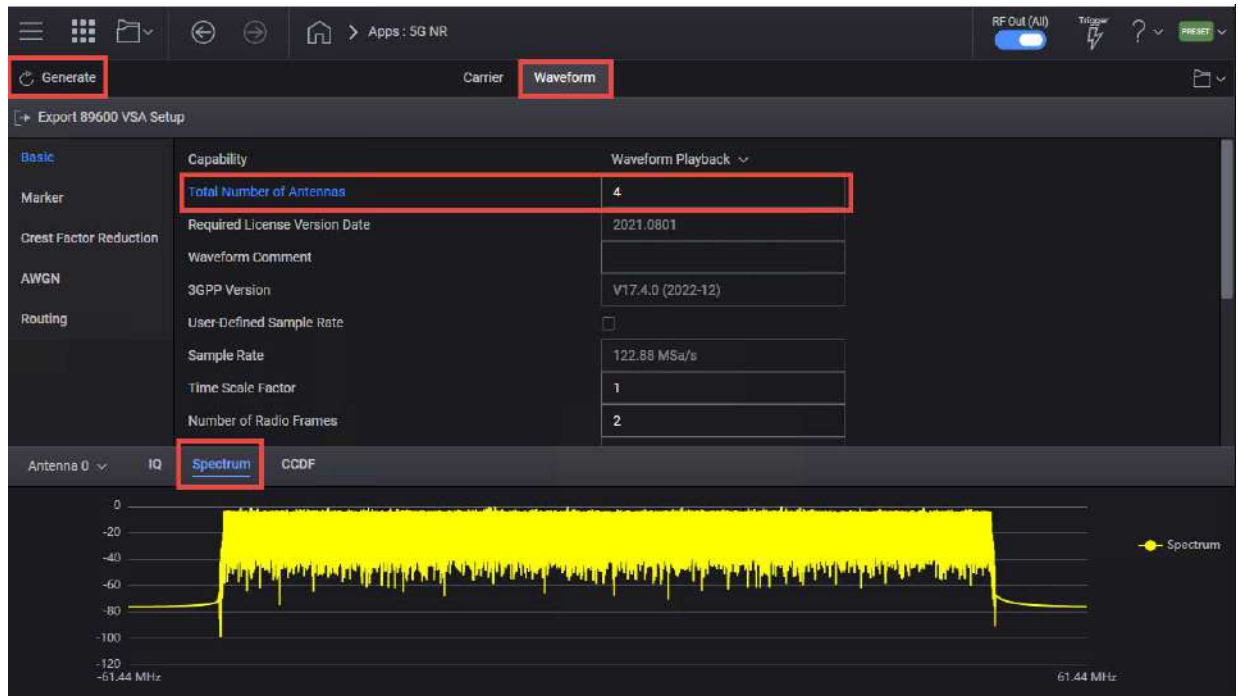 Apps : 5G NR
RF Out (All)
Trigger
?
PRESET
Generate
Carrier
Waveform
Export 89600 VSA Setup
Basic
Capability
Waveform Playback
Marker
Total Number of Antennas
4
Required License Version Date
2021.0801
Crest Factor Reduction
Waveform Comment
AWGN
3GPP Version
V17.4.0 (2022-12)
Routing
User-Defined Sample Rate
Sample Rate
122.88 MSa/s
Time Scale Factor
1
Number of Radio Frames
2
Antenna 0
IQ
Spectrum
CCDF
0
-20
-40
-60
-80
-100
-120
-61.44 MHz
61.44 MHz
Spectrum